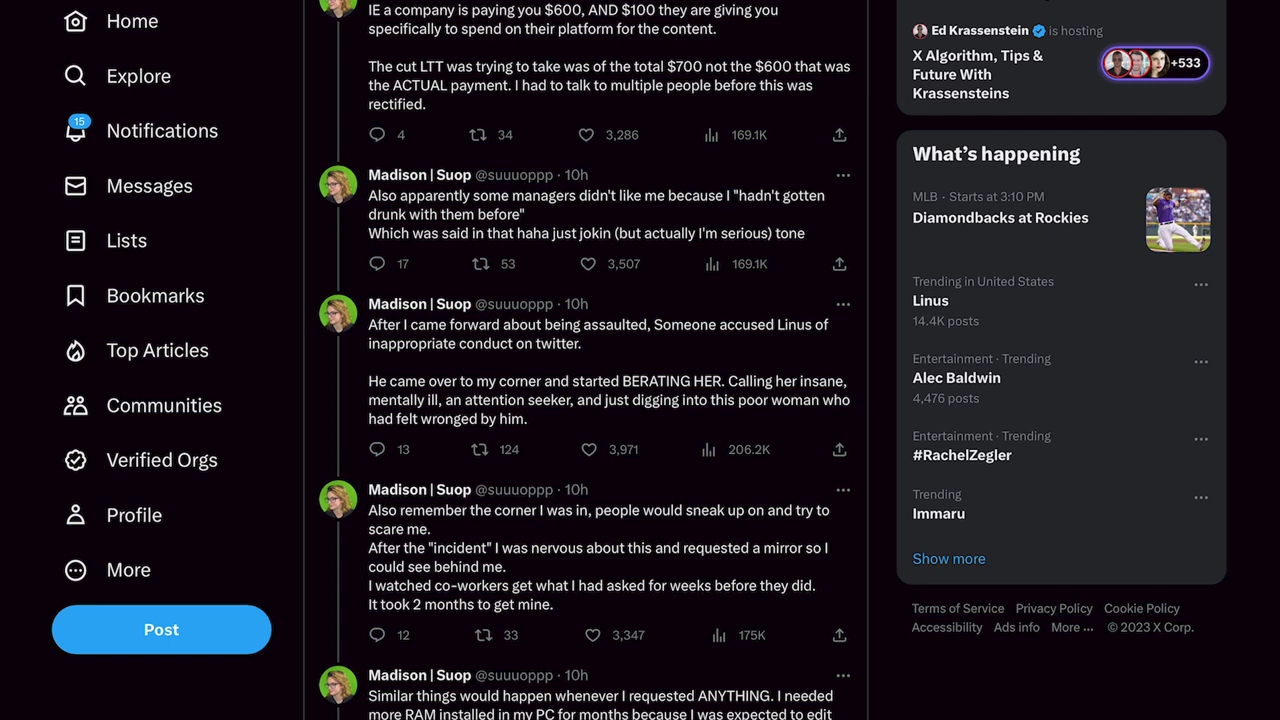 Home
Explore
15
Notifications
Messages
Lists
Bookmarks
Top Articles
Communities
Verified Orgs
Profile
More
Post
IE a company is paying you $600, AND $100 they are giving you
specifically to spend on their platform for the content.
The cut LTT was trying to take was of the total $700 not the $600 that was
the ACTUAL payment. I had to talk to multiple people before this was
rectified.
4 34 3,286 169.1K
Madison | Suop @suuuoppp · 10h
Also apparently some managers didn't like me because I "hadn't gotten
drunk with them before"
Which was said in that haha just jokin (but actually I'm serious) tone
17 53 3,507 169.1K
Madison | Suop @suuuoppp · 10h
After I came forward about being assaulted, Someone accused Linus of
inappropriate conduct on twitter.
He came over to my corner and started BERATING HER. Calling her insane,
mentally ill, an attention seeker, and just digging into this poor woman who
had felt wronged by him.
13 124 3,971 206.2K
Madison | Suop @suuuoppp · 10h
Also remember the corner I was in, people would sneak up on and try to
scare me.
After the "incident" I was nervous about this and requested a mirror so I
could see behind me.
I watched co-workers get what I had asked for weeks before they did.
It took 2 months to get mine.
12 33 3,347 175K
Madison | Suop @suuuoppp · 10h
Similar things would happen whenever I requested ANYTHING. I needed
more RAM installed in my PC for months because I was expected to edit
Ed Krassenstein is hosting
X Algorithm, Tips &
Future With
Krassensteins
+533
What's happening
MLB · Starts at 3:10 PM
Diamondbacks at Rockies
Trending in United States
Linus
14.4K posts
Entertainment · Trending
Alec Baldwin
4,476 posts
Entertainment · Trending
#RachelZegler
Trending
Immaru
Show more
Terms of Service Privacy Policy Cookie Policy
Accessibility Ads info More ··· © 2023 X Corp.